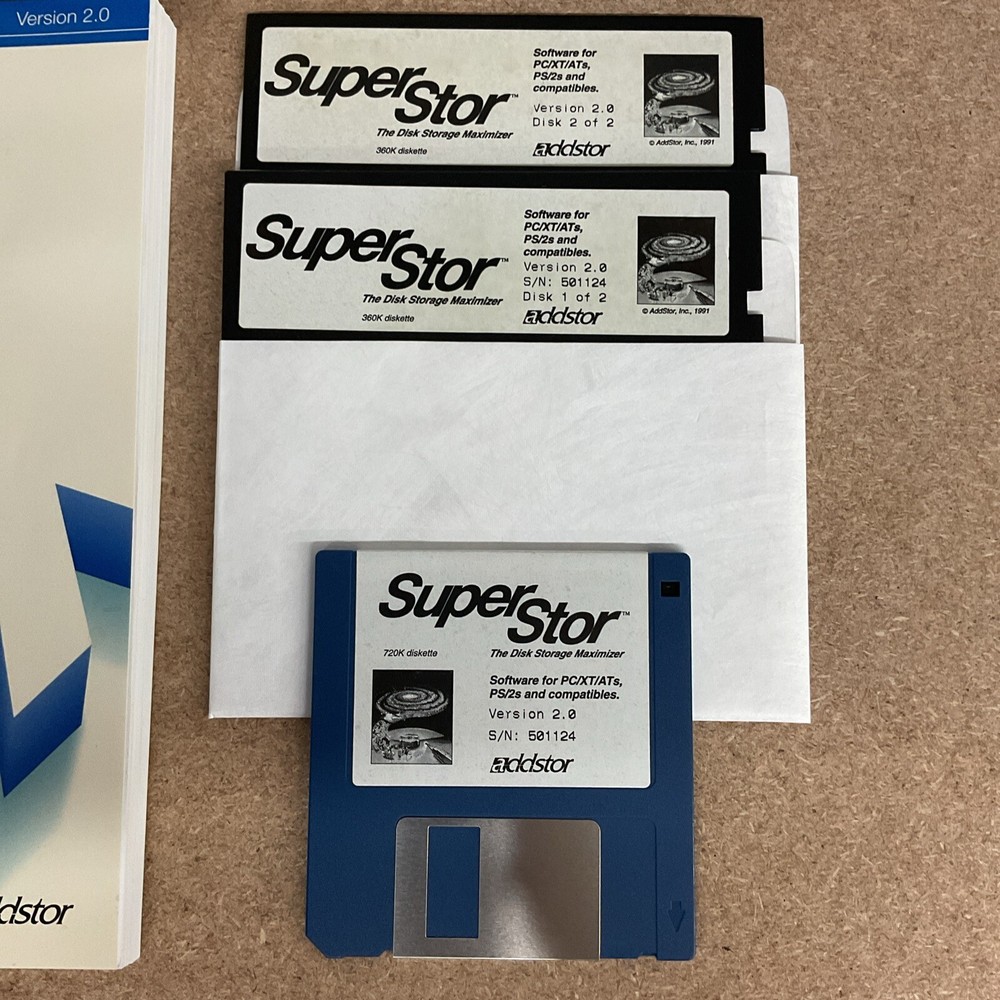 Version 2.0
SuperStor™
The Disk Storage Maximizer
360K diskette
Software for
PC/XT/ATs,
PS/2s and
compatibles.
Version 2.0
Disk 2 of 2
addstor
© AddStor, Inc., 1991
SuperStor™
The Disk Storage Maximizer
360K diskette
Software for
PC/XT/ATs,
PS/2s and
compatibles.
Version 2.0
S/N: 501124
Disk 1 of 2
addstor
© AddStor, Inc., 1991
SuperStor™
720K diskette
The Disk Storage Maximizer
Software for PC/XT/ATs,
PS/2s and compatibles.
Version 2.0
S/N: 501124
addstor
dstor